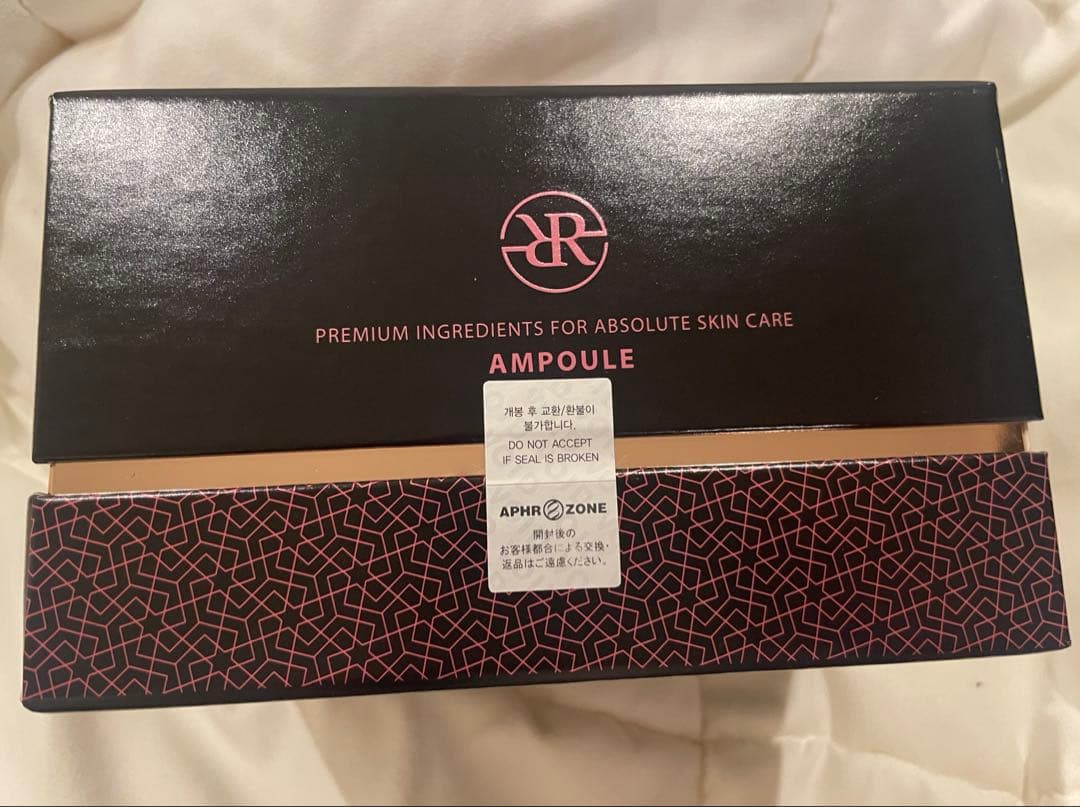 RR
PREMIUM INGREDIENTS FOR ABSOLUTE SKIN CARE
AMPOULE
개봉 후 교환/환불이
불가합니다.
DO NOT ACCEPT
IF SEAL IS BROKEN
APHROZONE
開封後の
お客様都合による交換・
返品はご遠慮ください。